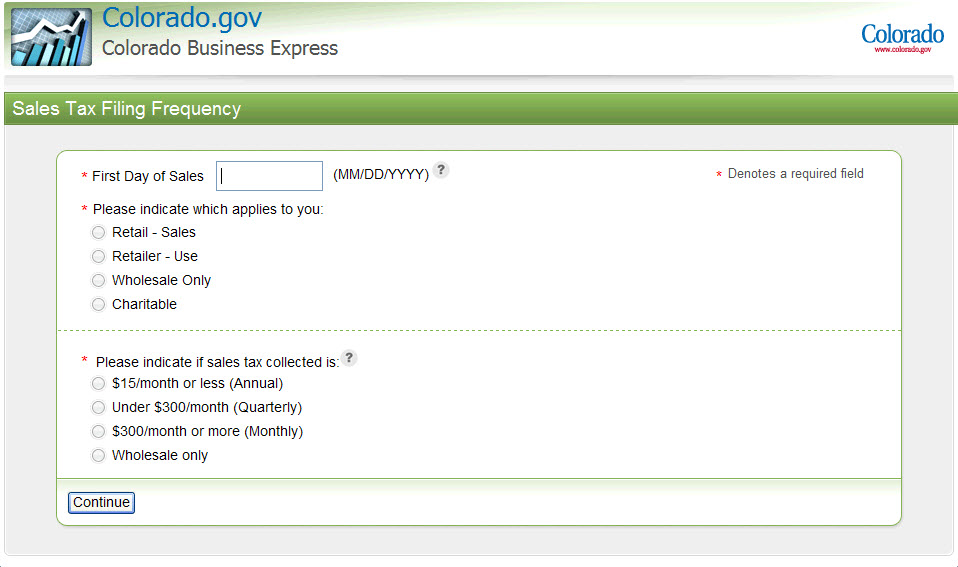 Colorado.gov
Colorado Business Express
Colorado
www.colorado.gov
Sales Tax Filing Frequency
* First Day of Sales (MM/DD/YYYY) ? * Denotes a required field
* Please indicate which applies to you:
Retail - Sales
Retailer - Use
Wholesale Only
Charitable
* Please indicate if sales tax collected is: ?
$15/month or less (Annual)
Under $300/month (Quarterly)
$300/month or more (Monthly)
Wholesale only
Continue